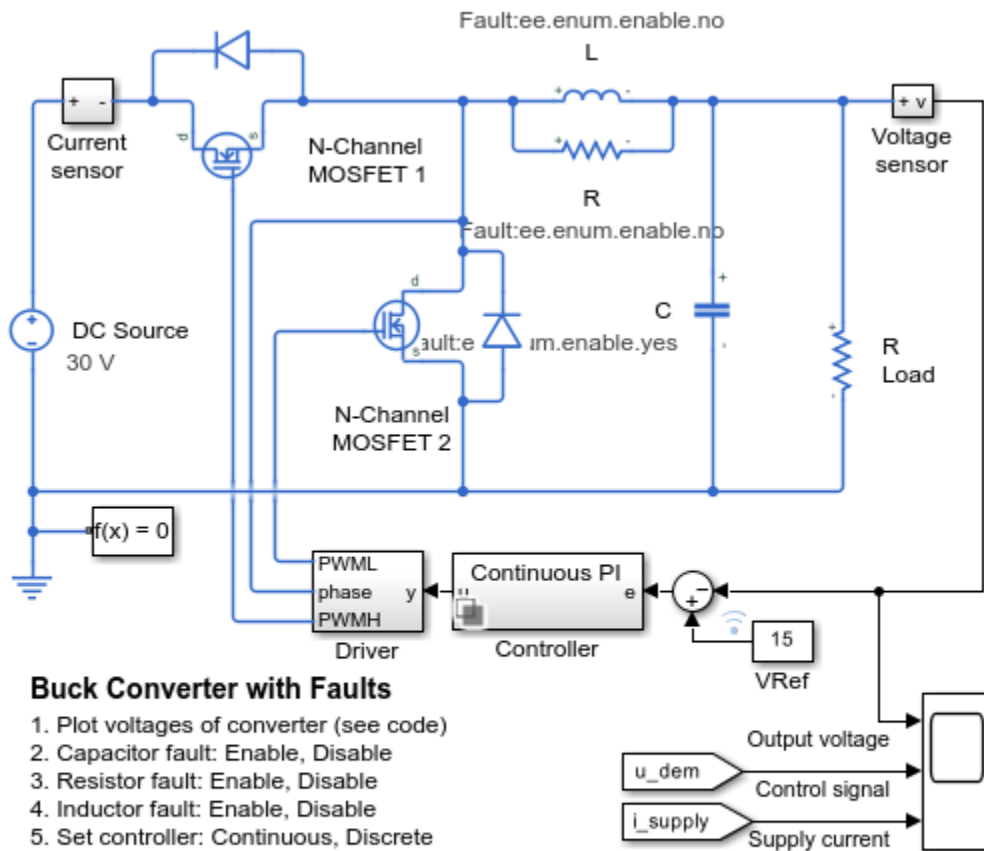 Fault:ee.enum.enable.no
L
+ -
Current
sensor
d
s
N-Channel
MOSFET 1
+ -
+ -
R
+ v
Voltage
sensor
Fault:ee.enum.enable.no
d
s
+
-
DC Source
30 V
ault:e
um.enable.yes
C
+
-
R
Load
+
-
N-Channel
MOSFET 2
f(x) = 0
PWML
phase
PWMH
y
Driver
Continuous PI
u
e
Controller
-
+
15
VRef
Buck Converter with Faults
1. Plot voltages of converter (see code)
2. Capacitor fault: Enable, Disable
3. Resistor fault: Enable, Disable
4. Inductor fault: Enable, Disable
5. Set controller: Continuous, Discrete
Output voltage
u_dem
Control signal
i_supply
Supply current